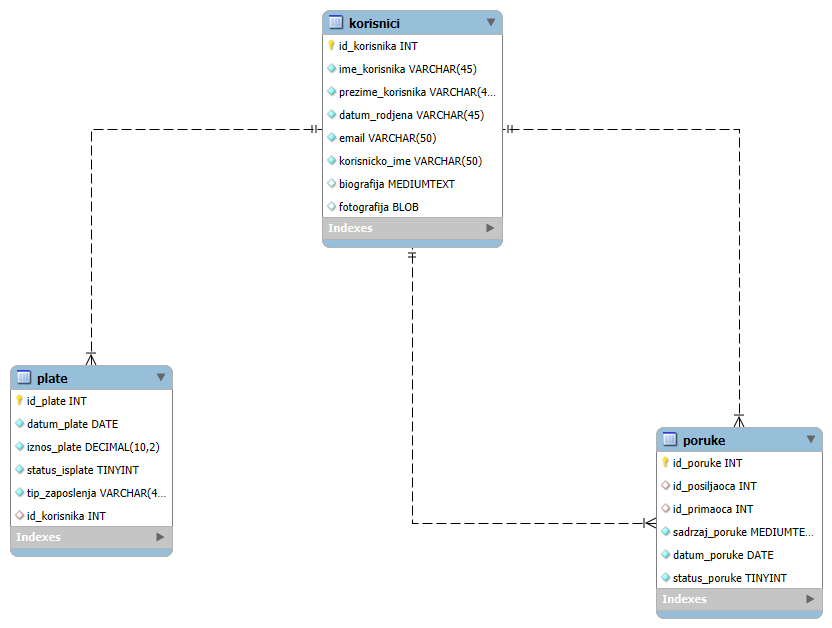 korisnici
id_korisnika INT
ime_korisnika VARCHAR(45)
prezime_korisnika VARCHAR(4...
datum_rodjena VARCHAR(45)
email VARCHAR(50)
korisnicko_ime VARCHAR(50)
biografija MEDIUMTEXT
fotografija BLOB
Indexes
plate
id_plate INT
datum_plate DATE
iznos_plate DECIMAL(10,2)
status_isplate TINYINT
tip_zaposlenja VARCHAR(4...
id_korisnika INT
Indexes
poruke
id_poruke INT
id_posiljaoca INT
id_primaoca INT
sadrzaj_poruke MEDIUMTE...
datum_poruke DATE
status_poruke TINYINT
Indexes